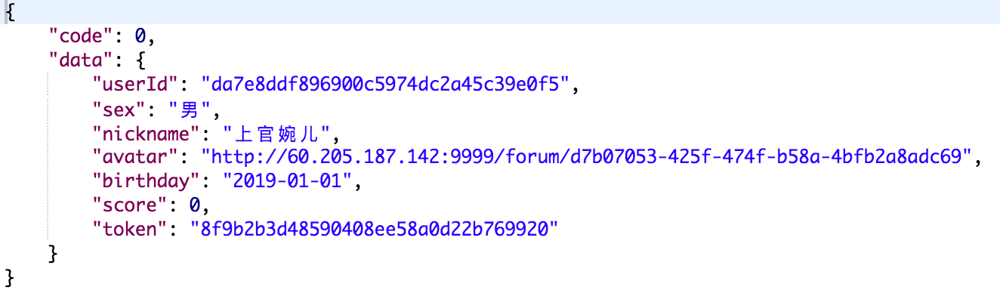 {
"code": 0,
"data": {
"userId": "da7e8ddf896900c5974dc2a45c39e0f5",
"sex": "男",
"nickname": "上官婉儿",
"avatar": "http://60.205.187.142:9999/forum/d7b07053-425f-474f-b58a-4bfb2a8adc69",
"birthday": "2019-01-01",
"score": 0,
"token": "8f9b2b3d48590408ee58a0d22b769920"
}
}